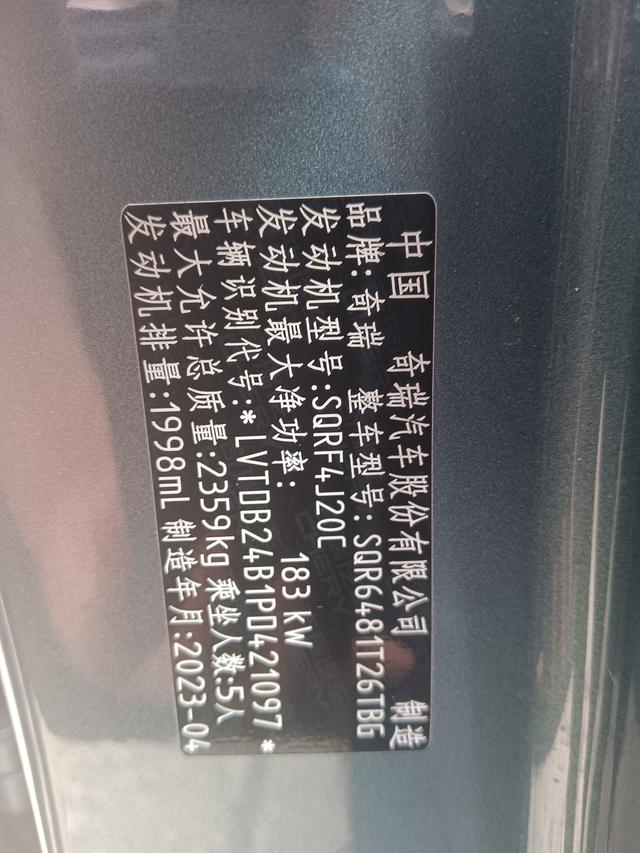 中国 奇瑞汽车股份有限公司 制造
品牌:奇瑞 整车型号:SQR6481T26TBG
发动机型号:SQRF4J20C
发动机最大净功率: 183 kW
车辆识别代号:*LVTDB24B1PD421097*
最大允许总质量:2359kg 乘坐人数:5人
发动机排量:1998mL 制造年月:2023-04